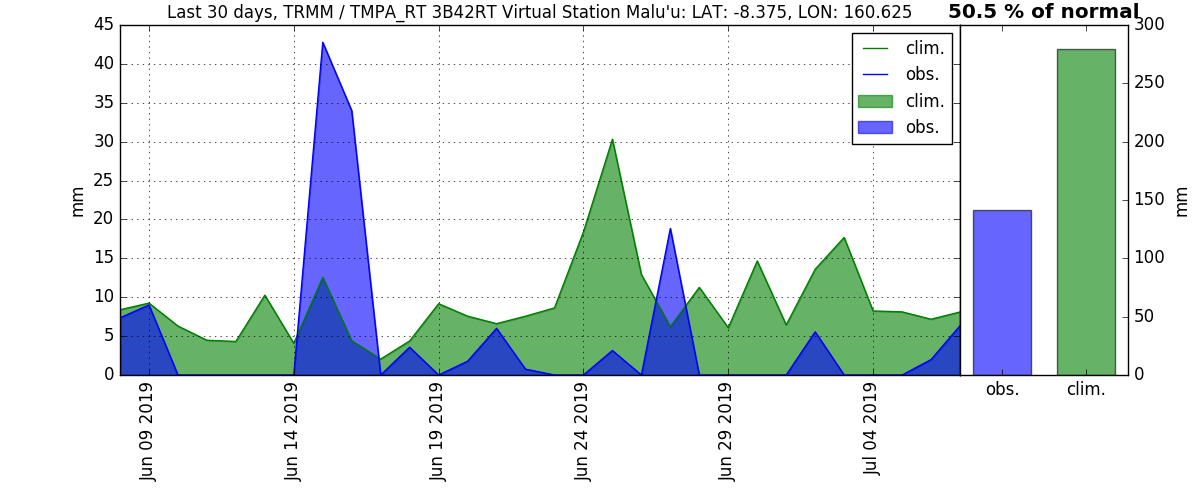 Last 30 days, TRMM / TMPA_RT 3B42RT Virtual Station Malu'u: LAT: -8.375, LON: 160.625
50.5 % of normal
45
40
35
30
25
20
15
10
5
0
mm
clim.
obs.
clim.
obs.
Jun 09 2019
Jun 14 2019
Jun 19 2019
Jun 24 2019
Jun 29 2019
Jul 04 2019
300
250
200
150
100
50
0
mm
obs.
clim.